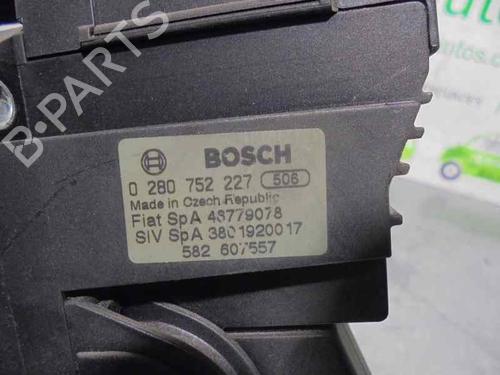 B-PARTS
BOSCH
0 280 752 227 506
Made in Czech Republic
Fiat SpA 46779078
SIV SpA 3801920017
582 607557